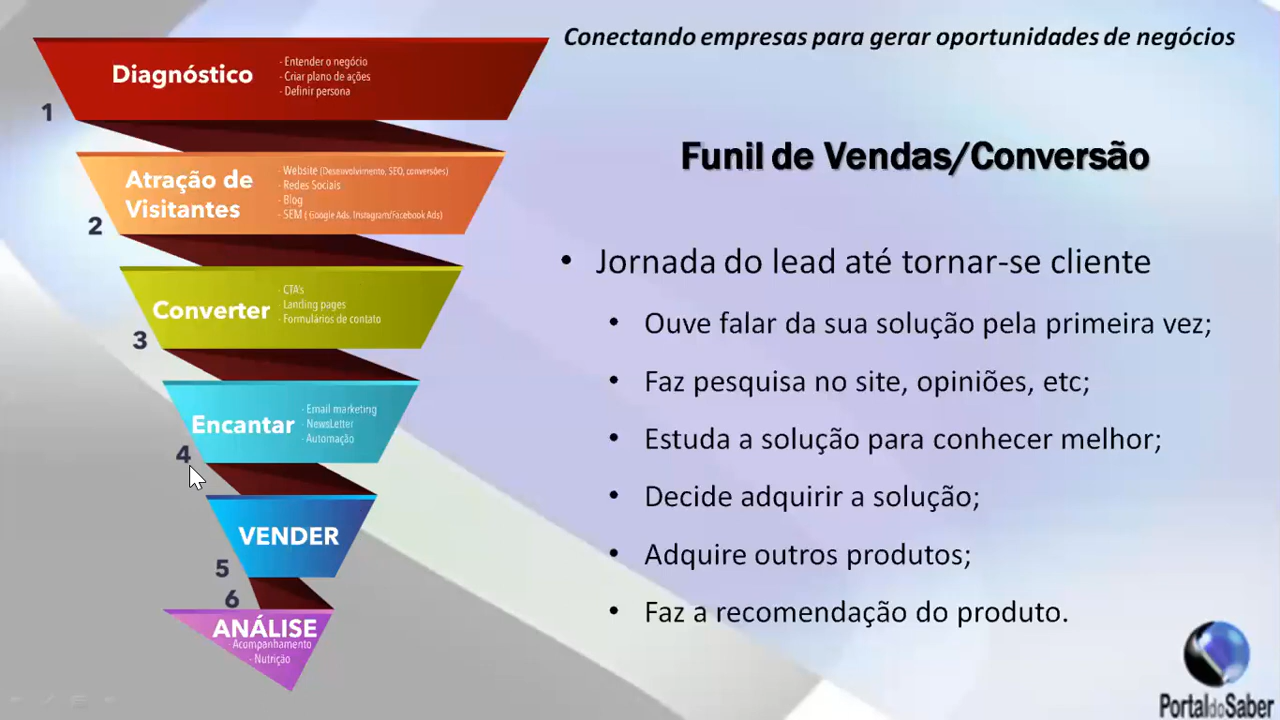 Conectando empresas para gerar oportunidades de negócios
Diagnóstico
- Entender o negócio
- Criar plano de ações
- Definir persona
1
Atração de
Visitantes
- Website (Desenvolvimento, SEO, conversões)
- Redes Sociais
- Blog
- SEM ( Google Ads, Instagram/Facebook Ads)
2
Converter
- CTA's
- Landing pages
- Formulários de contato
3
Encantar
- Email marketing
- NewsLetter
- Automação
4
VENDER
5
6
ANÁLISE
Acompanhamento
- Nutrição
Funil de Vendas/Conversão
• Jornada do lead até tornar-se cliente
• Ouve falar da sua solução pela primeira vez;
• Faz pesquisa no site, opiniões, etc;
• Estuda a solução para conhecer melhor;
• Decide adquirir a solução;
• Adquire outros produtos;
• Faz a recomendação do produto.
PortaldoSaber